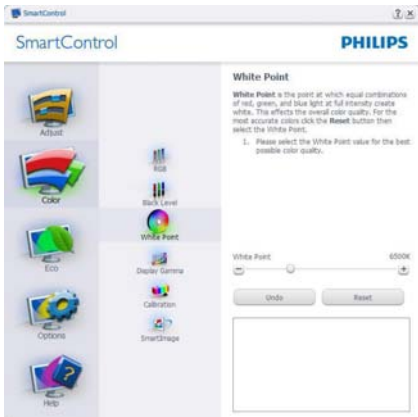 SmartControl
SmartControl
PHILIPS
Adjust
Color
Eco
Options
Help
RGB
Black Level
White Point
Display Gamma
Calibration
SmartImage
White Point
White Point is the point at which equal combinations
of red, green, and blue light at full intensity create
white. This effects the overall color quality. For the
most accurate colors click the Reset button then
select the White Point.
1. Please select the White Point value for the best
possible color quality.
White Point 6500K
Undo Reset